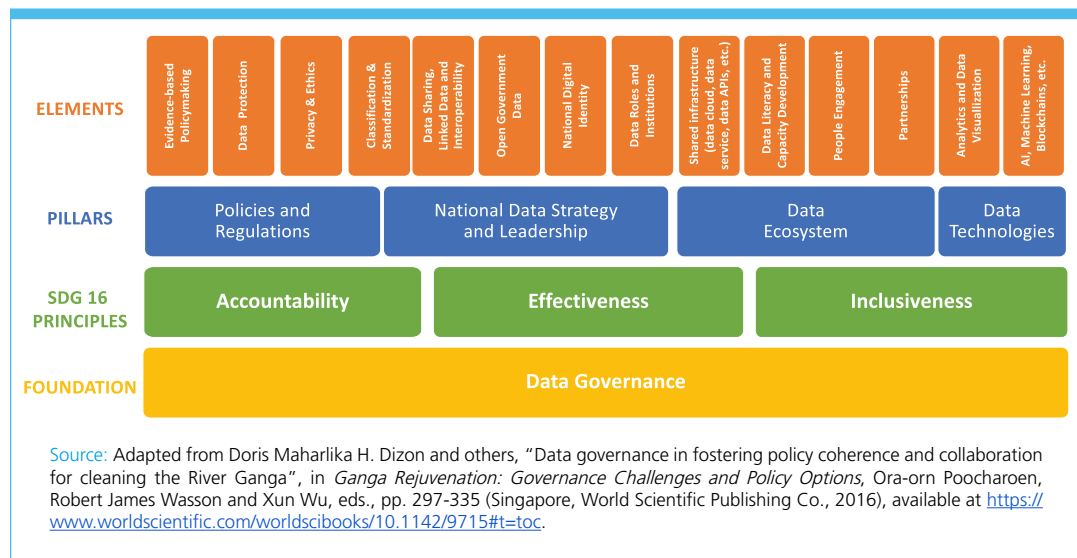 ELEMENTS
Evidence-based
Policymaking
Data Protection
Privacy & Ethics
Classification &
Standardization
Data Sharing,
Linked Data and
Interoperability
Open Government
Data
National Digital
Identity
Data Roles and
Institutions
Shared infrastructure
(data cloud, data
service, data APIs, etc.)
Data Literacy and
Capacity Development
People Engagement
Partnerships
Analytics and Data
Visuallization
AI, Machine Learning,
Blockchains, etc.
PILLARS
Policies and
Regulations
National Data Strategy
and Leadership
Data
Ecosystem
Data
Technologies
SDG 16
PRINCIPLES
Accountability
Effectiveness
Inclusiveness
FOUNDATION
Data Governance
Source: Adapted from Doris Maharlika H. Dizon and others, “Data governance in fostering policy coherence and collaboration
for cleaning the River Ganga”, in Ganga Rejuvenation: Governance Challenges and Policy Options, Ora-orn Poocharoen,
Robert James Wasson and Xun Wu, eds., pp. 297-335 (Singapore, World Scientific Publishing Co., 2016), available at https://
www.worldscientific.com/worldscibooks/10.1142/9715#t=toc.